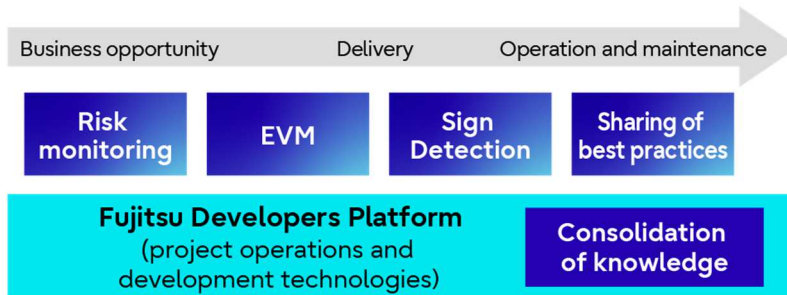 Business opportunity Delivery Operation and maintenance
Risk
monitoring
EVM
Sign
Detection
Sharing of
best practices
Fujitsu Developers Platform
(project operations and
development technologies)
Consolidation
of knowledge